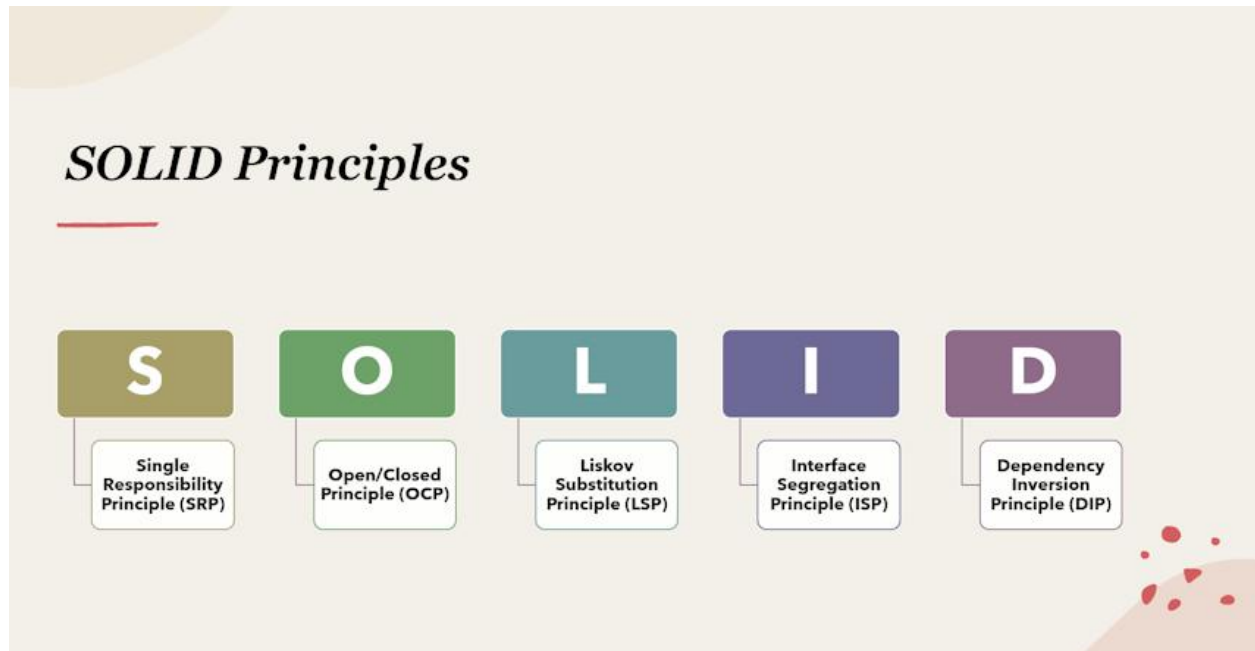 SOLID Principles
S
O
L
I
D
Single
Responsibility
Principle (SRP)
Open/Closed
Principle (OCP)
Liskov
Substitution
Principle (LSP)
Interface
Segregation
Principle (ISP)
Dependency
Inversion
Principle (DIP)